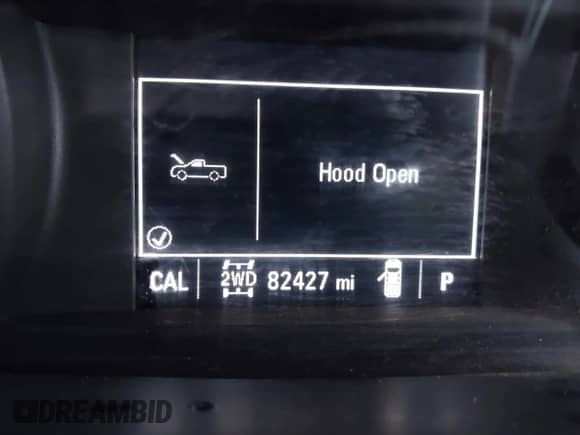 Hood Open
CAL 2WD 82427 mi P
DREAMBID